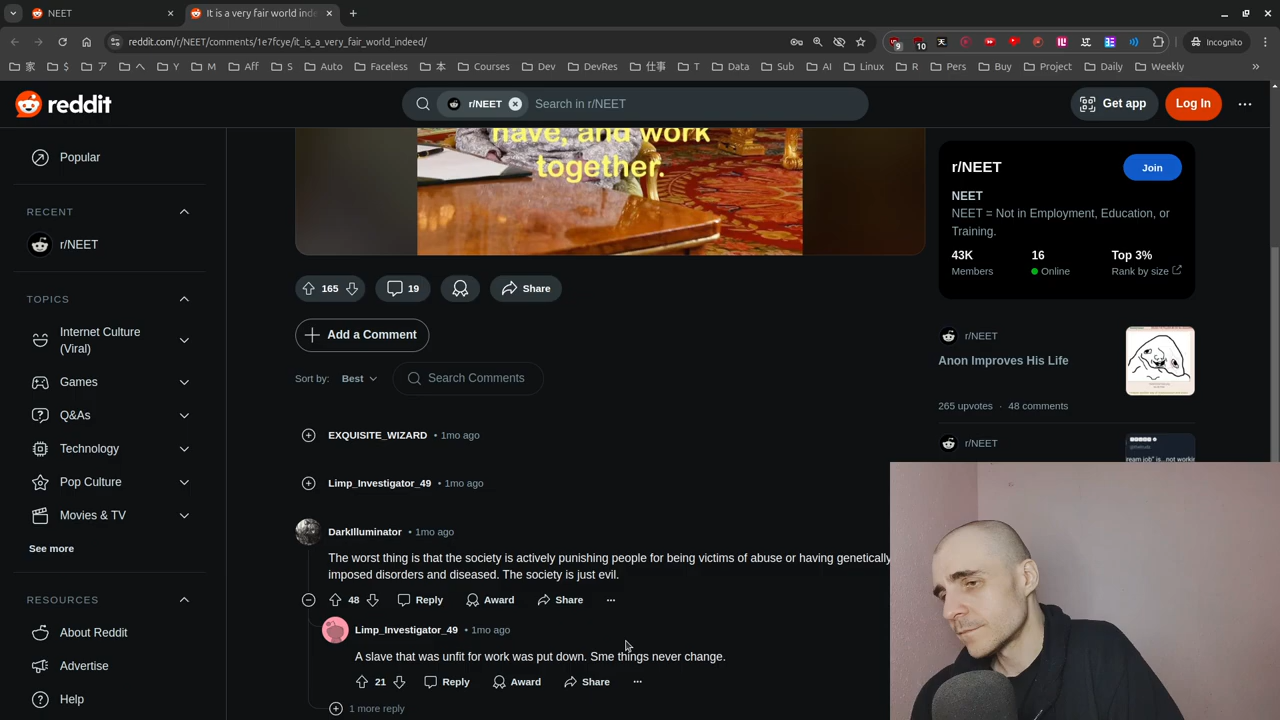 NEET
It is a very fair world inde
reddit.com/r/NEET/comments/1e7fcye/it_is_a_very_fair_world_indeed/
9
10
Incognito
家
$
ア
へ
Y
M
Aff
S
Auto
Faceless
本
Courses
Dev
DevRes
仕事
T
Data
Sub
AI
Linux
R
Pers
Buy
Project
Daily
Weekly
reddit
r/NEET
Search in r/NEET
Get app
Log In
Popular
RECENT
r/NEET
TOPICS
Internet Culture
(Viral)
Games
Q&As
Technology
Pop Culture
Movies & TV
See more
RESOURCES
About Reddit
Advertise
Help
have, and work
together.
165
19
Share
Add a Comment
Sort by:
Best
Search Comments
EXQUISITE_WIZARD • 1mo ago
Limp_Investigator_49 • 1mo ago
DarkIlluminator • 1mo ago
The worst thing is that the society is actively punishing people for being victims of abuse or having genetically
imposed disorders and diseased. The society is just evil.
48
Reply
Award
Share
Limp_Investigator_49 • 1mo ago
A slave that was unfit for work was put down. Sme things never change.
21
Reply
Award
Share
1 more reply
r/NEET
Join
NEET
NEET = Not in Employment, Education, or
Training.
43K
16
Top 3%
Members
Online
Rank by size
r/NEET
Anon Improves His Life
265 upvotes · 48 comments
r/NEET